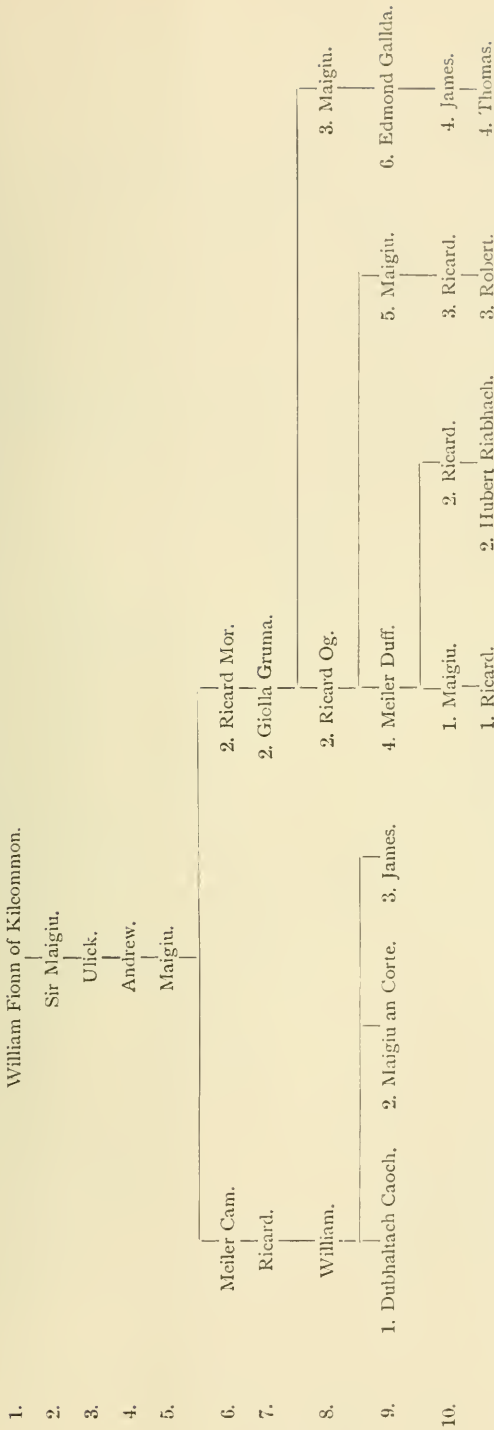 1. William Fionn of Kilcommon.
2. Sir Maigiu.
3. Ulick.
4. Andrew.
5. Maigiu.
6. Meiler Cam. 2. Ricard Mor.
7. Ricard. 2. Giolla Gruma.
8. William. 2. Ricard Og. 3. Maigiu.
9. 1. Dubhaltach Caoch. 2. Maigiu an Corte. 3. James. 4. Meiler Duff. 5. Maigiu. 6. Edmond Gallda.
10. 1. Maigiu. 2. Ricard. 3. Ricard. 4. James.
1. Ricard. 2. Hubert Riabhach. 3. Robert. 4. Thomas.